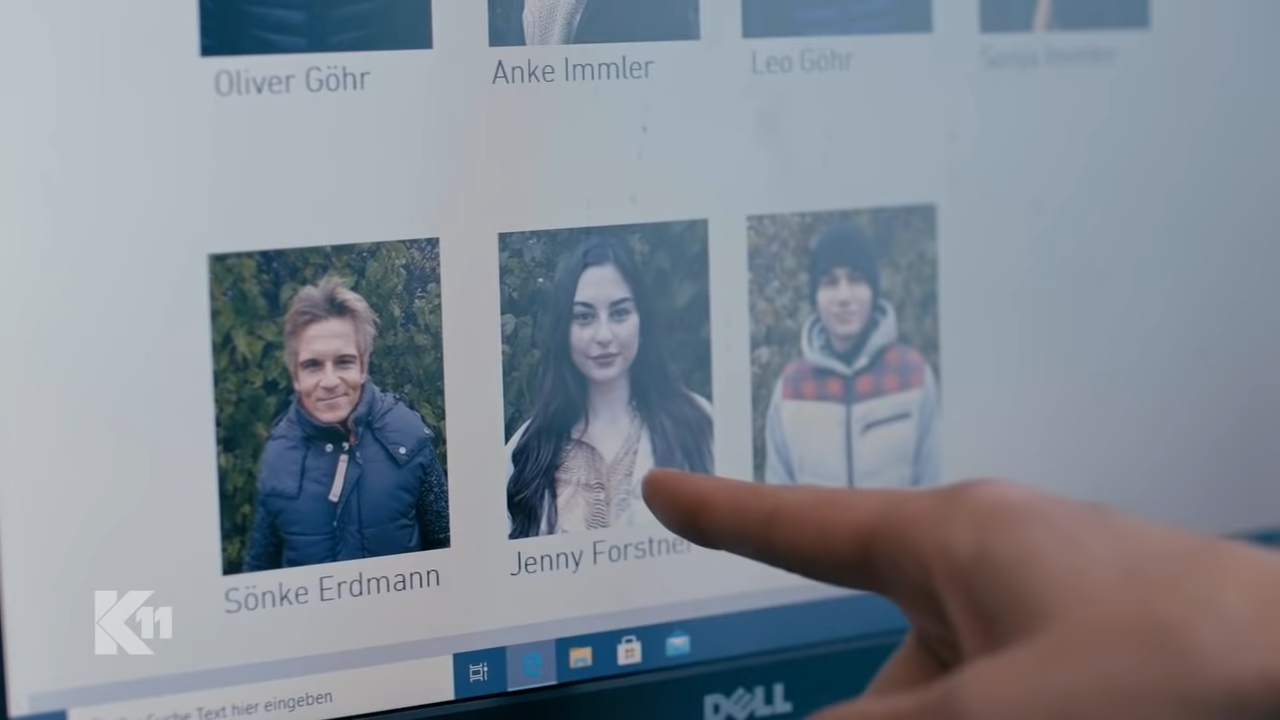 Oliver Göhr
Anke Immler
Leo Göhr
Jenny Forstner
Sönke Erdmann
K11
Text hier eingeben
DELL